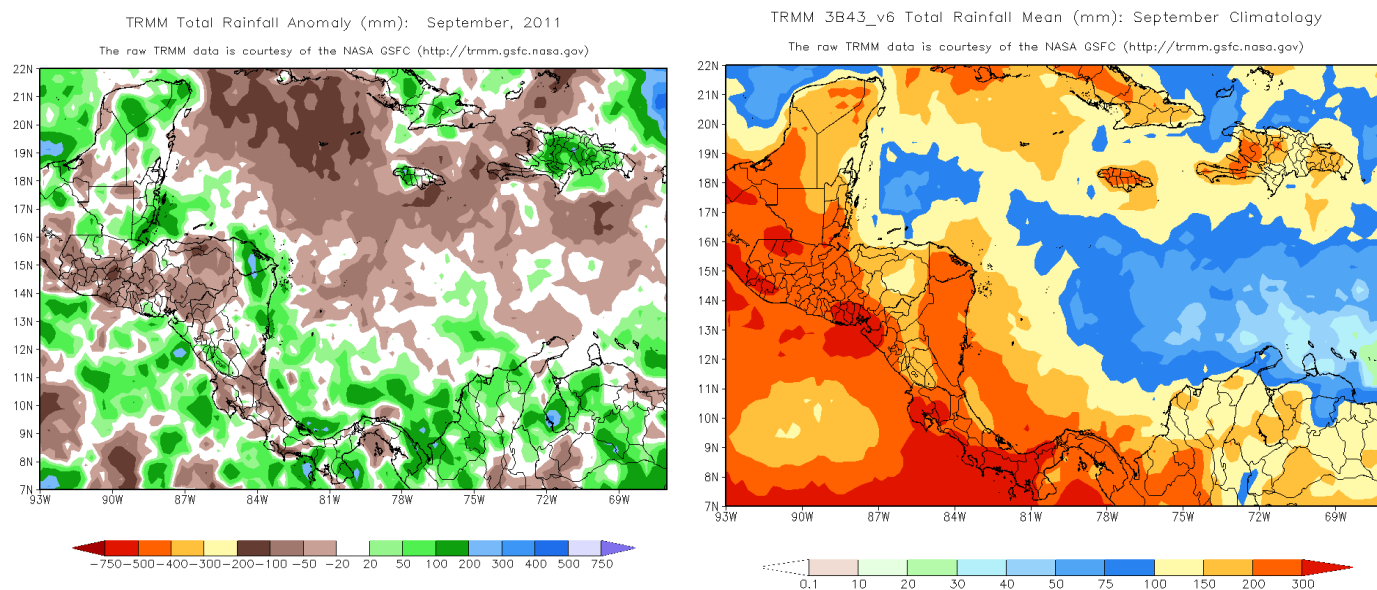 TRMM Total Rainfall Anomaly (mm): September, 2011
The raw TRMM data is courtesy of the NASA GSFC (http://trmm.gsfc.nasa.gov)
22N
21N
20N
19N
18N
17N
16N
15N
14N
13N
12N
11N
10N
9N
8N
7N
93W 90W 87W 84W 81W 78W 75W 72W 69W
-750 -500 -400 -300 -200 -100 -50 -20 20 50 100 200 300 400 500 750
TRMM 3B43_v6 Total Rainfall Mean (mm): September Climatology
The raw TRMM data is courtesy of the NASA GSFC (http://trmm.gsfc.nasa.gov)
22N
21N
20N
19N
18N
17N
16N
15N
14N
13N
12N
11N
10N
9N
8N
7N
93W 90W 87W 84W 81W 78W 75W 72W 69W
0.1 10 20 30 40 50 75 100 150 200 300